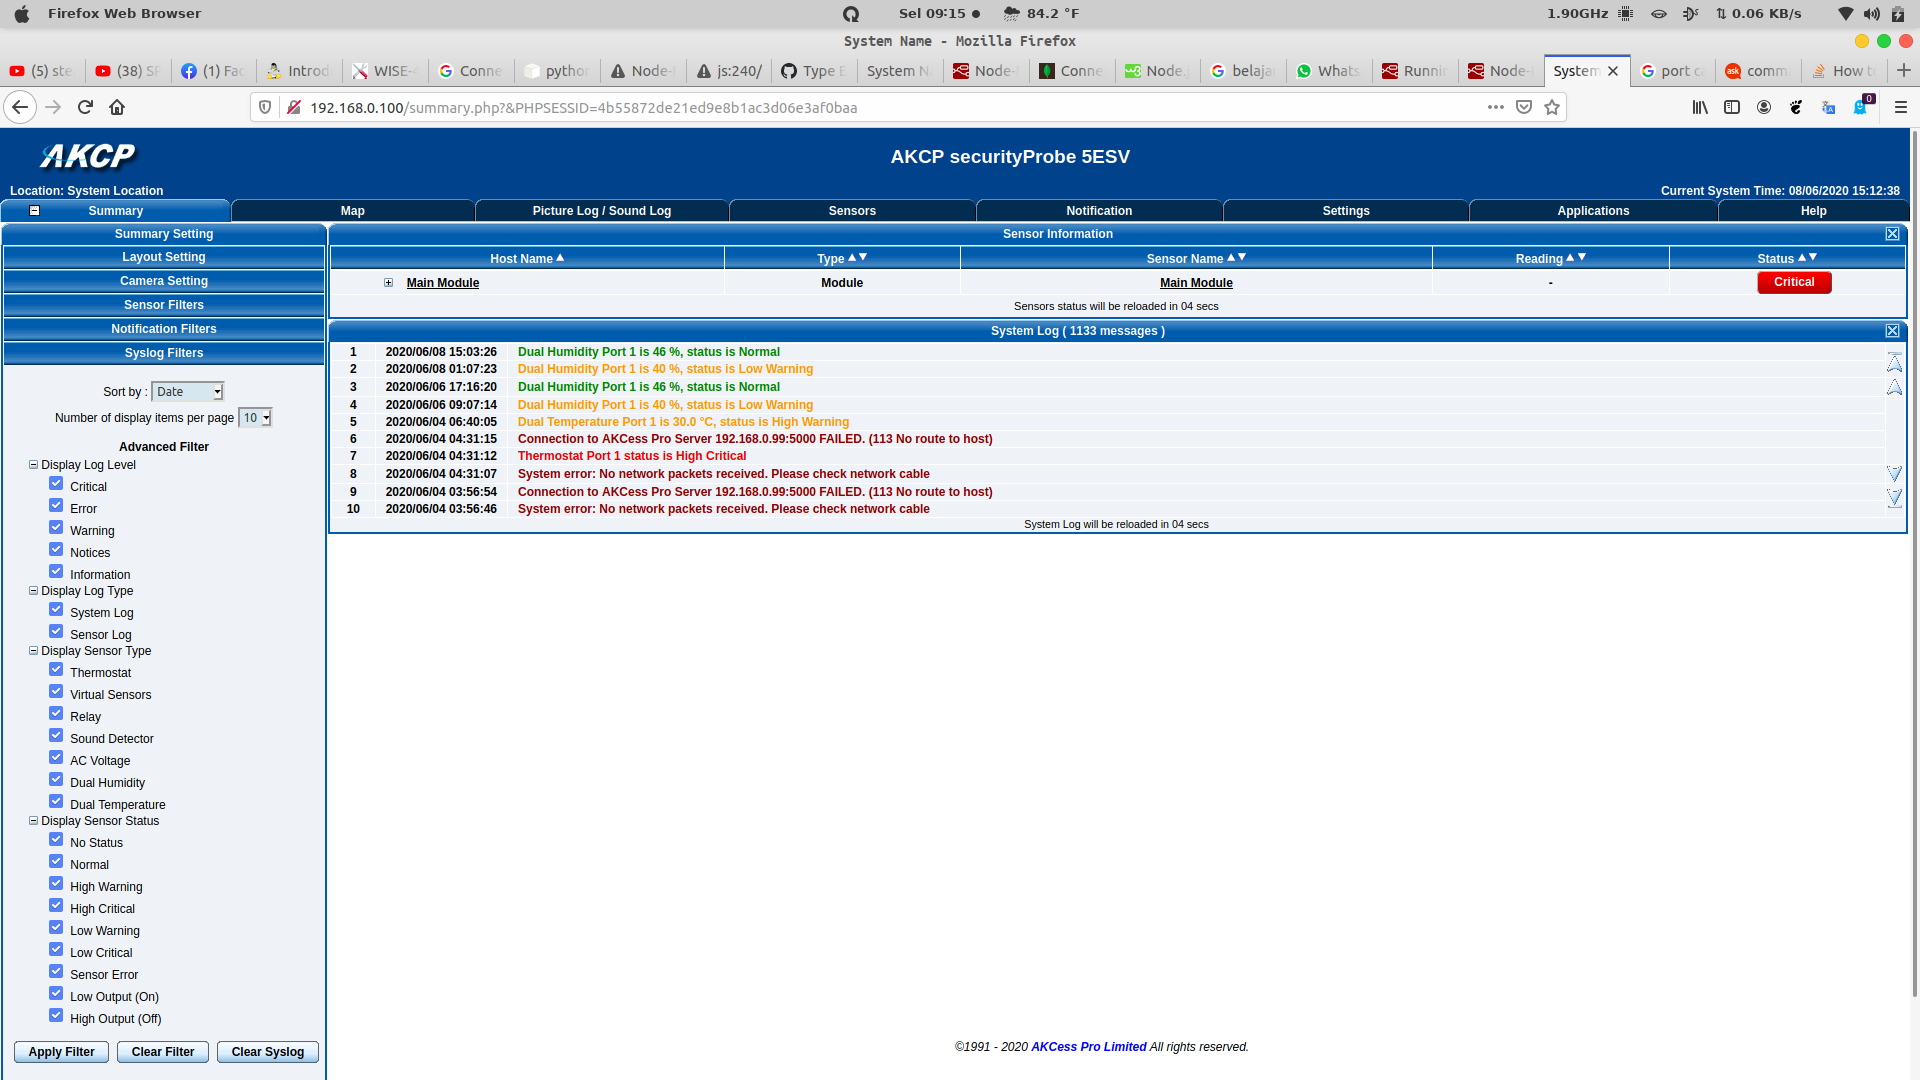 Firefox Web Browser
Sel 09:15
84.2 °F
1.90GHz
0.06 KB/s
System Name - Mozilla Firefox
(5) ste
(38) SP
(1) Fac
Introd
WISE-
Conne
python
Node-
js:240/
Type E
System N
Node-
Conne
Node.j
belaja
Whats
Runnin
Node-
System
port ca
comm
How t
192.168.0.100/summary.php?&PHPSESSID=4b55872de21ed9e8b1ac3d06e3af0baa
0
AKCP
AKCP securityProbe 5ESV
Location: System Location
Current System Time: 08/06/2020 15:12:38
Summary
Map
Picture Log / Sound Log
Sensors
Notification
Settings
Applications
Help
Summary Setting
Layout Setting
Camera Setting
Sensor Filters
Notification Filters
Syslog Filters
Sort by : Date
Number of display items per page 10
Advanced Filter
Display Log Level
Critical
Error
Warning
Notices
Information
Display Log Type
System Log
Sensor Log
Display Sensor Type
Thermostat
Virtual Sensors
Relay
Sound Detector
AC Voltage
Dual Humidity
Dual Temperature
Display Sensor Status
No Status
Normal
High Warning
High Critical
Low Warning
Low Critical
Sensor Error
Low Output (On)
High Output (Off)
Apply Filter
Clear Filter
Clear Syslog
Sensor Information
Host Name Type Sensor Name Reading Status
Main Module Module Main Module - Critical
Sensors status will be reloaded in 04 secs
System Log ( 1133 messages )
1 2020/06/08 15:03:26 Dual Humidity Port 1 is 46 %, status is Normal
2 2020/06/08 01:07:23 Dual Humidity Port 1 is 40 %, status is Low Warning
3 2020/06/06 17:16:20 Dual Humidity Port 1 is 46 %, status is Normal
4 2020/06/06 09:07:14 Dual Humidity Port 1 is 40 %, status is Low Warning
5 2020/06/04 06:40:05 Dual Temperature Port 1 is 30.0 °C, status is High Warning
6 2020/06/04 04:31:15 Connection to AKCess Pro Server 192.168.0.99:5000 FAILED. (113 No route to host)
7 2020/06/04 04:31:12 Thermostat Port 1 status is High Critical
8 2020/06/04 04:31:07 System error: No network packets received. Please check network cable
9 2020/06/04 03:56:54 Connection to AKCess Pro Server 192.168.0.99:5000 FAILED. (113 No route to host)
10 2020/06/04 03:56:46 System error: No network packets received. Please check network cable
System Log will be reloaded in 04 secs
©1991 - 2020 AKCess Pro Limited All rights reserved.